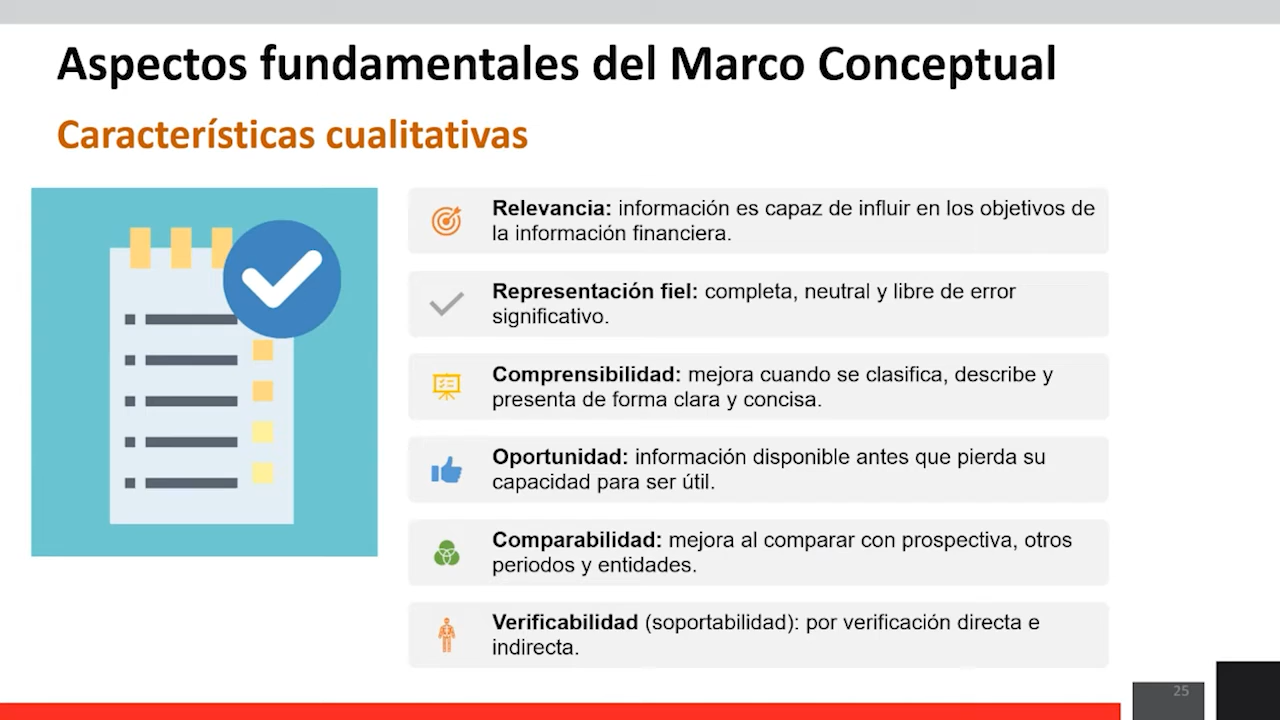 Aspectos fundamentales del Marco Conceptual
Características cualitativas
Relevancia: información es capaz de influir en los objetivos de
la información financiera.
Representación fiel: completa, neutral y libre de error
significativo.
Comprensibilidad: mejora cuando se clasifica, describe y
presenta de forma clara y concisa.
Oportunidad: información disponible antes que pierda su
capacidad para ser útil.
Comparabilidad: mejora al comparar con prospectiva, otros
periodos y entidades.
Verificabilidad (soportabilidad): por verificación directa e
indirecta.
25